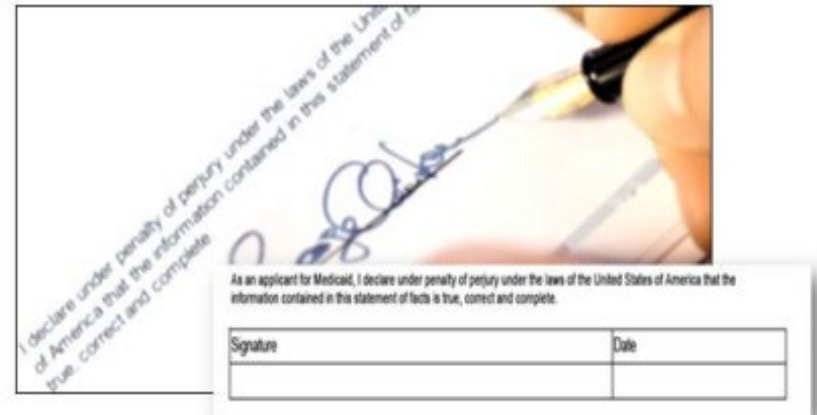 I declare under penalty of perjury under the laws of the
of America that the information contained in this statement of
true, correct and complete
As an applicant for Medicaid, I declare under penalty of perjury under the laws of the United States of America that the
information contained in this statement of facts is true, correct and complete.
Signature Date